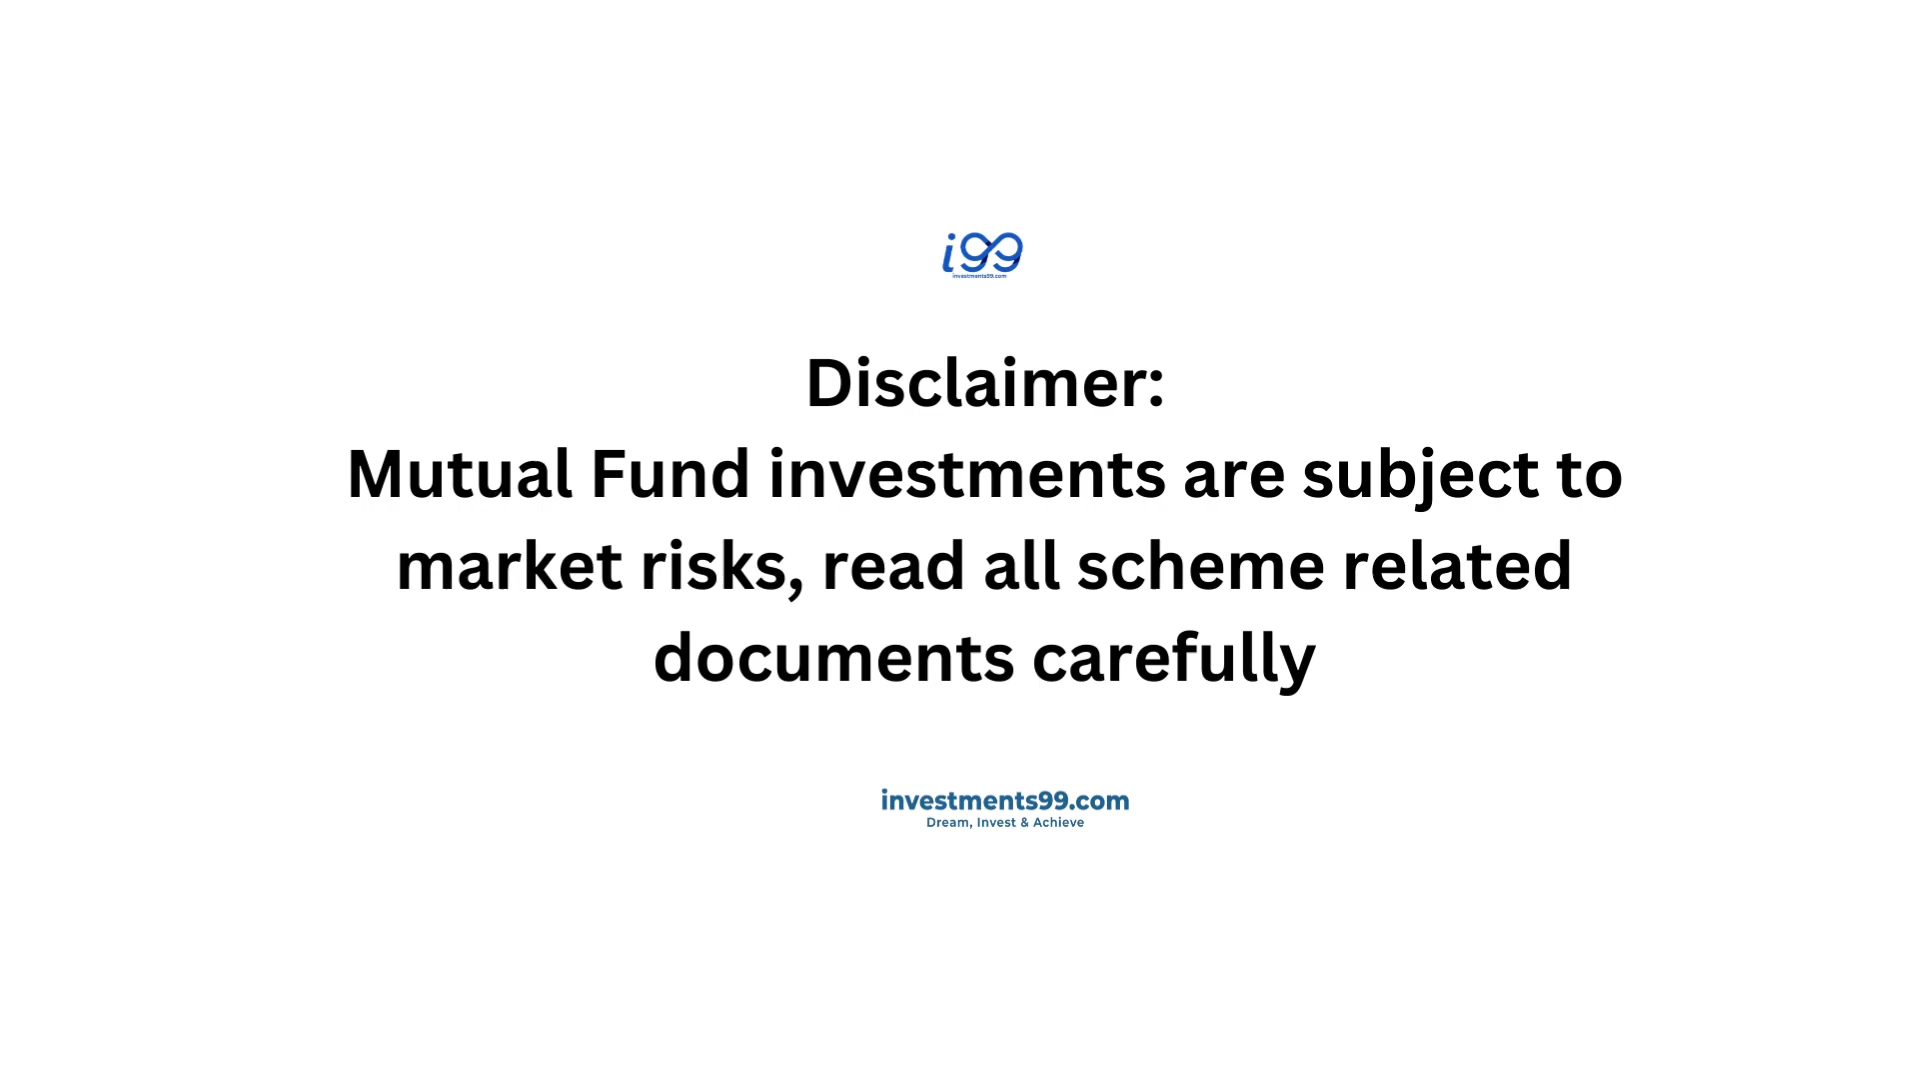 i99
investments99.com
Disclaimer:
Mutual Fund investments are subject to
market risks, read all scheme related
documents carefully
investments99.com
Dream, Invest & Achieve